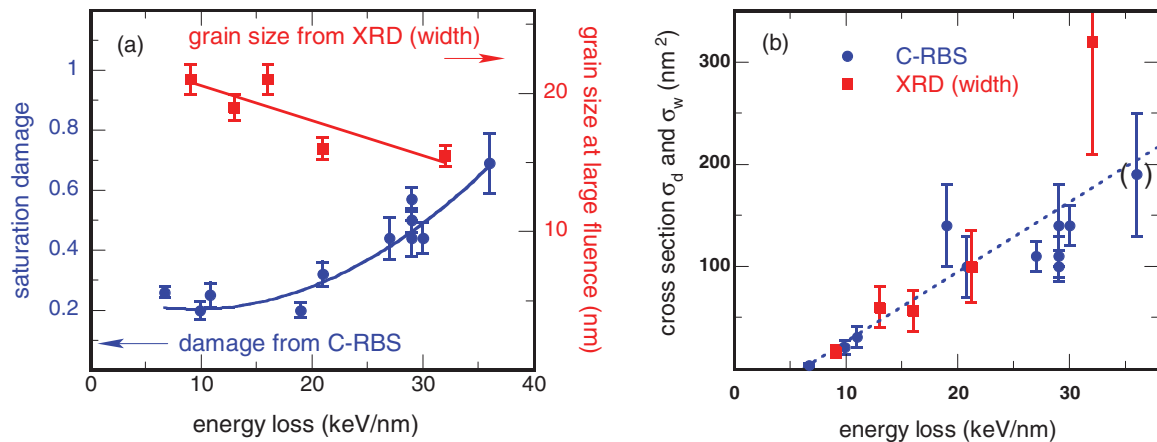 (a)
grain size from XRD (width)
damage from C-RBS
saturation damage
1
0.8
0.6
0.4
0.2
grain size at large fluence (nm)
20
10
0 10 20 30 40
energy loss (keV/nm)
(b)
C-RBS
XRD (width)
cross section σd and σw (nm²)
300
200
100
0
( )
0 10 20 30
energy loss (keV/nm)